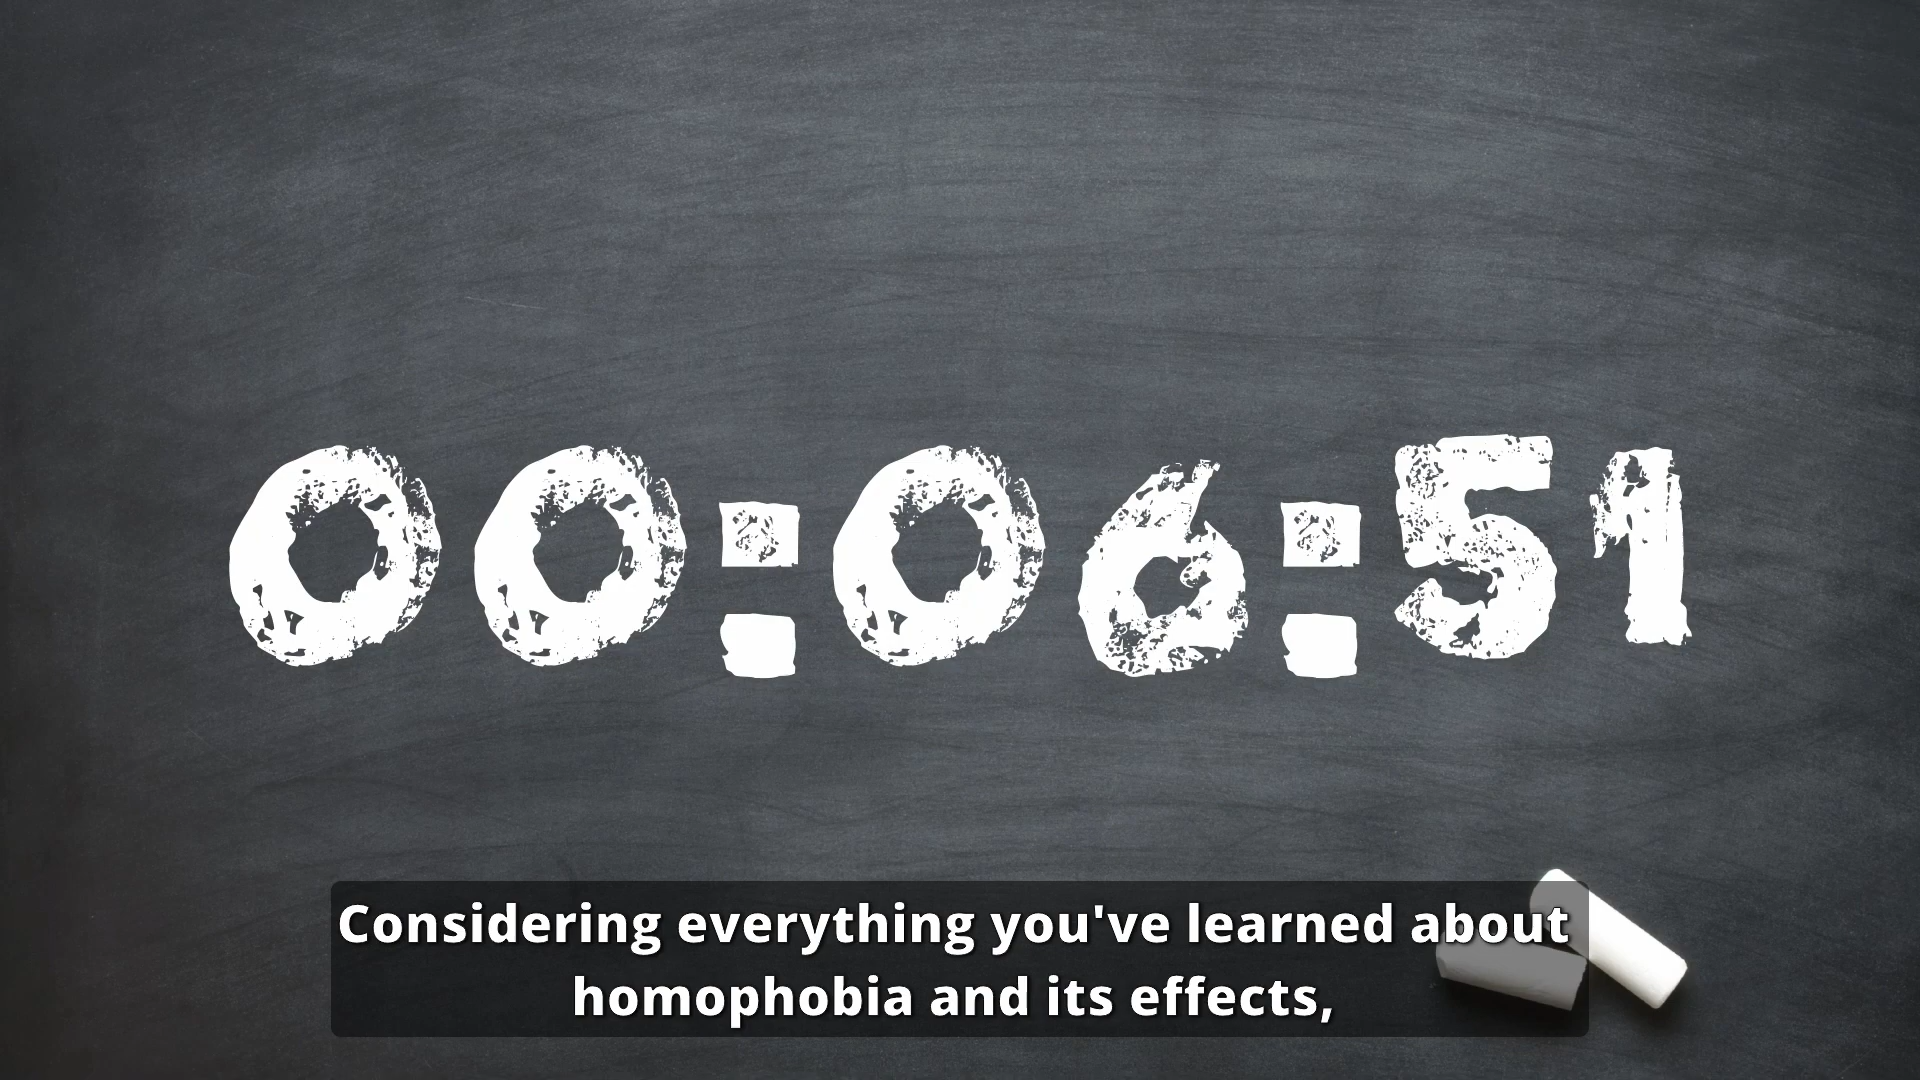 00:06:51
Considering everything you've learned about
homophobia and its effects,